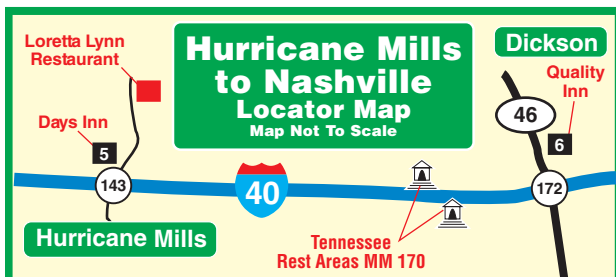 Loretta Lynn
Restaurant
Days Inn
5
143
Hurricane Mills
Hurricane Mills
to Nashville
Locator Map
Map Not To Scale
40
Tennessee
Rest Areas MM 170
Dickson
Quality
Inn
46
6
172